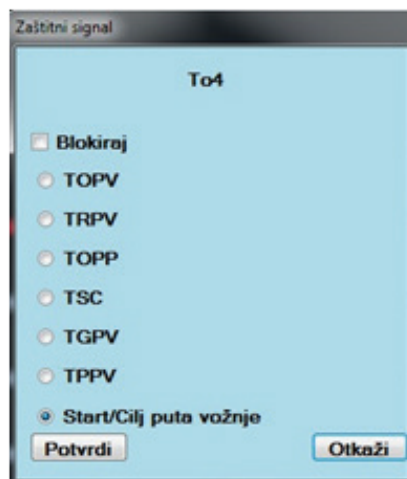 Zaštitni signal
To4
Blokiraj
TOPV
TRPV
TOPP
TSC
TGPV
TPPV
Start/Cilj puta vožnje
Potvrdi Otkaži